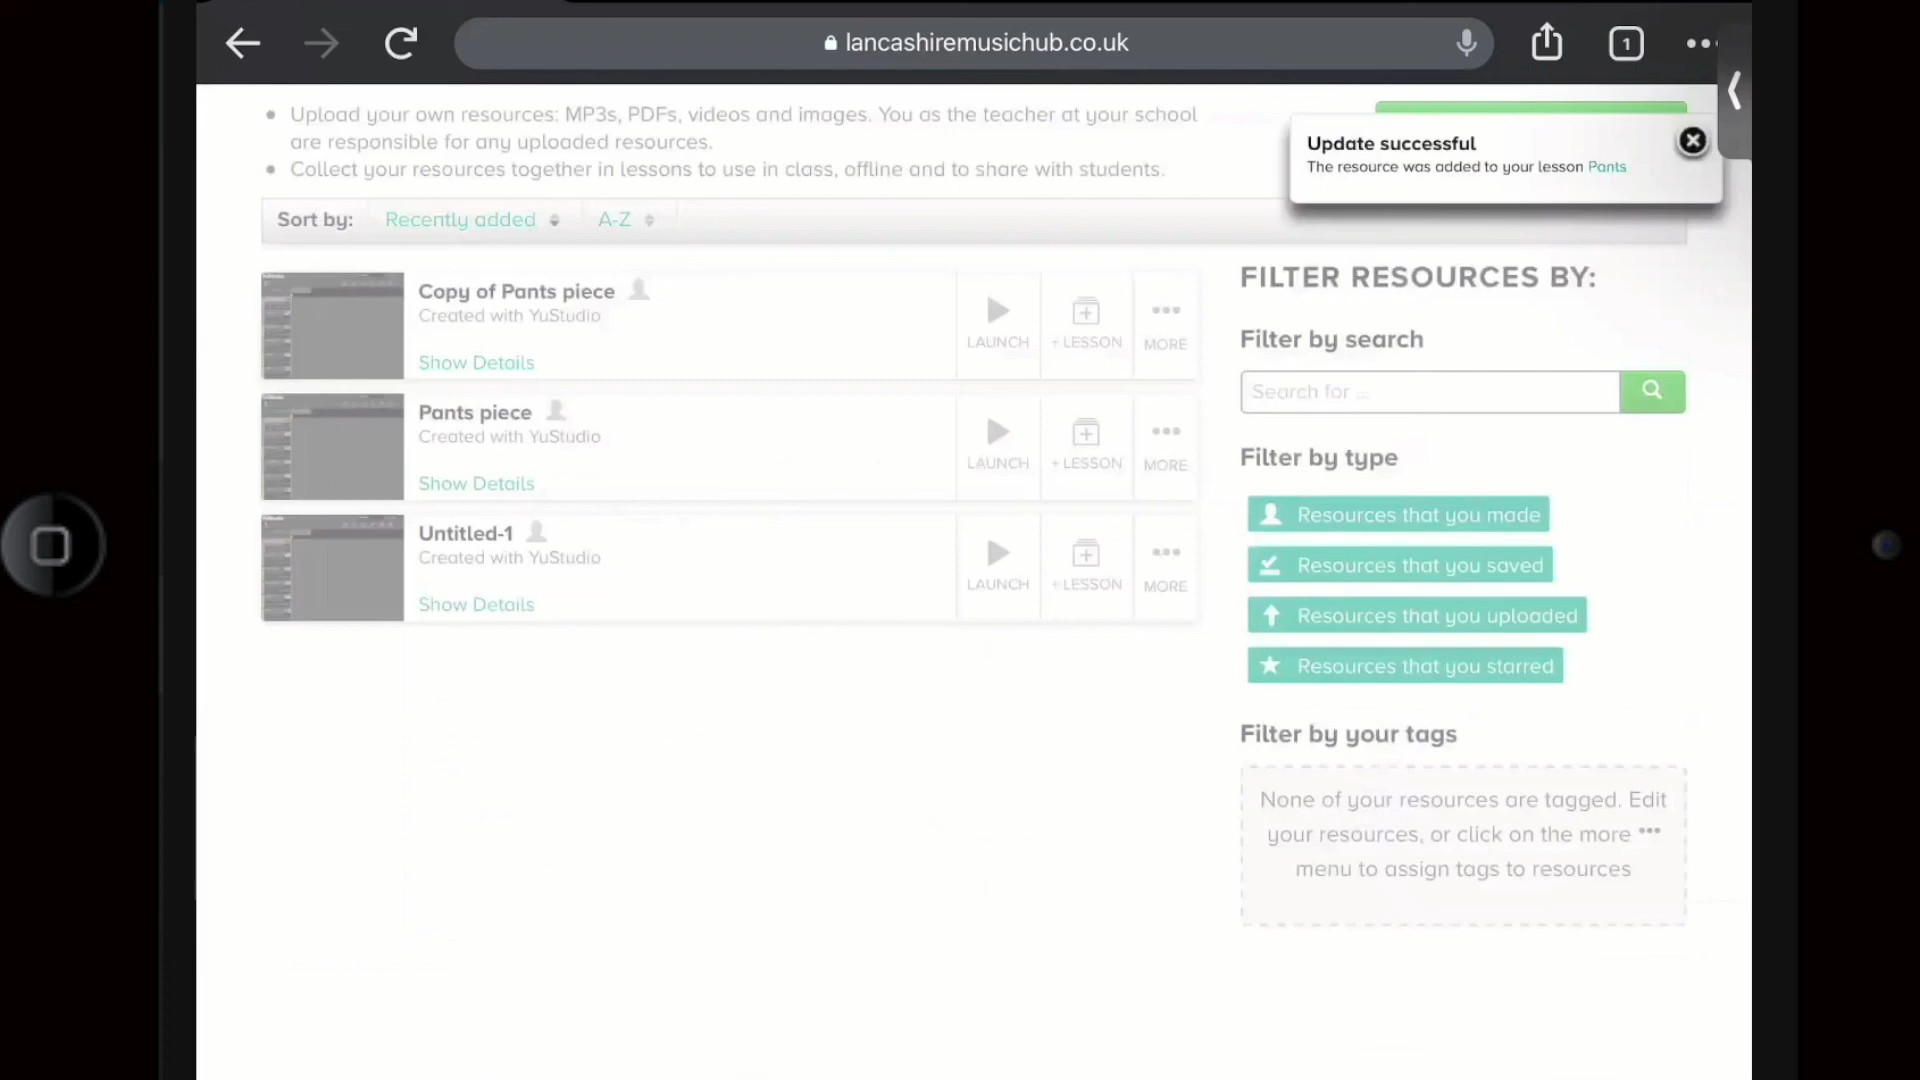 lancashiremusichub.co.uk
1
Upload your own resources: MP3s, PDFs, videos and images. You as the teacher at your school
are responsible for any uploaded resources.
Collect your resources together in lessons to use in class, offline and to share with students.
Update successful
The resource was added to your lesson Pants
Sort by: Recently added A-Z
Copy of Pants piece
Created with YuStudio
Show Details
LAUNCH + LESSON MORE
Pants piece
Created with YuStudio
Show Details
LAUNCH + LESSON MORE
Untitled-1
Created with YuStudio
Show Details
LAUNCH + LESSON MORE
FILTER RESOURCES BY:
Filter by search
Search for ...
Filter by type
Resources that you made
Resources that you saved
Resources that you uploaded
Resources that you starred
Filter by your tags
None of your resources are tagged. Edit
your resources, or click on the more •••
menu to assign tags to resources